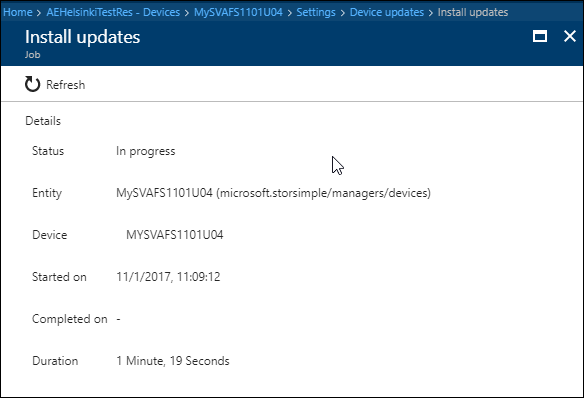 Home > AEHelsinkiTestRes - Devices > MySVAFS1101U04 > Settings > Device updates > Install updates
Install updates
Job
Refresh
Details
Status In progress
Entity MySVAFS1101U04 (microsoft.storsimple/managers/devices)
Device MYSVAFS1101U04
Started on 11/1/2017, 11:09:12
Completed on -
Duration 1 Minute, 19 Seconds